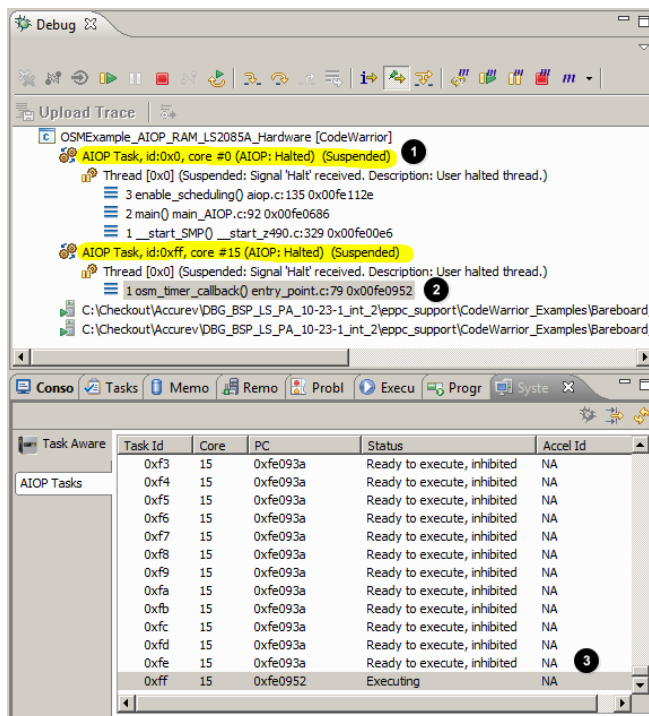 Debug
Upload Trace
OSMExample_AIOP_RAM_LS2085A_Hardware [CodeWarrior]
AIOP Task, id:0x0, core #0 (AIOP: Halted) (Suspended) 1
Thread [0x0] (Suspended: Signal 'Halt' received. Description: User halted thread.)
3 enable_scheduling() aiop.c:135 0x00fe112e
2 main() main_AIOP.c:92 0x00fe0686
1 __start_SMP() __start_z490.c:329 0x00fe00e6
AIOP Task, id:0xff, core #15 (AIOP: Halted) (Suspended)
Thread [0x0] (Suspended: Signal 'Halt' received. Description: User halted thread.)
1 osm_timer_callback() entry_point.c:79 0x00fe0952 2
C:\Checkout\Accurev\DBG_BSP_LS_PA_10-23-1_int_2\eppc_support\CodeWarrior_Examples\Bareboard_
C:\Checkout\Accurev\DBG_BSP_LS_PA_10-23-1_int_2\eppc_support\CodeWarrior_Examples\Bareboard_
Conso Tasks Memo Remo Probl Execu Progr Syste
Task Aware Task Id Core PC Status Accel Id
0xf3 15 0xfe093a Ready to execute, inhibited NA
AIOP Tasks 0xf4 15 0xfe093a Ready to execute, inhibited NA
0xf5 15 0xfe093a Ready to execute, inhibited NA
0xf6 15 0xfe093a Ready to execute, inhibited NA
0xf7 15 0xfe093a Ready to execute, inhibited NA
0xf8 15 0xfe093a Ready to execute, inhibited NA
0xf9 15 0xfe093a Ready to execute, inhibited NA
0xfa 15 0xfe093a Ready to execute, inhibited NA
0xfb 15 0xfe093a Ready to execute, inhibited NA
0xfc 15 0xfe093a Ready to execute, inhibited NA
0xfd 15 0xfe093a Ready to execute, inhibited NA
0xfe 15 0xfe093a Ready to execute, inhibited NA 3
0xff 15 0xfe0952 Executing NA